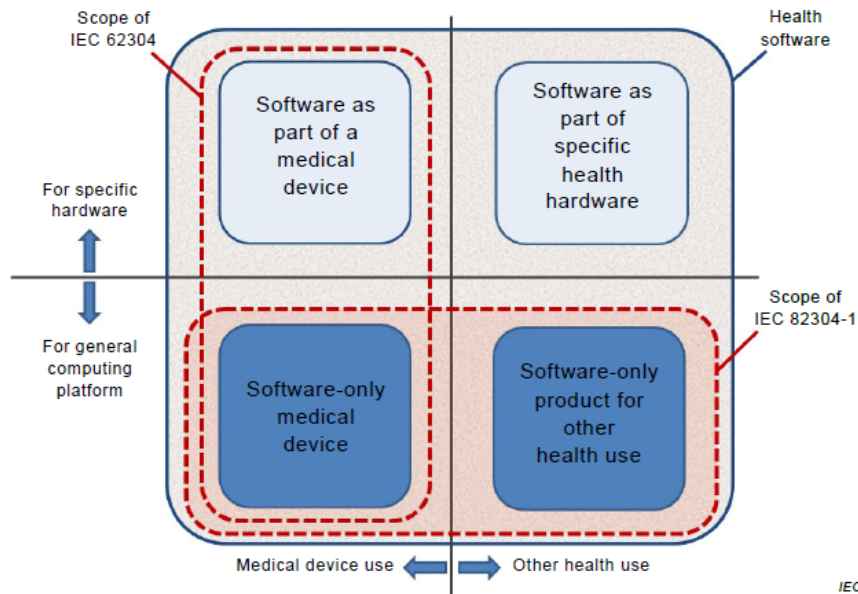 Scope of
IEC 62304
Health
software
Software as
part of a
medical
device
Software as
part of
specific
health
hardware
For specific
hardware
Scope of
IEC 82304-1
For general
computing
platform
Software-only
medical
device
Software-only
product for
other
health use
Medical device use
Other health use
IEC